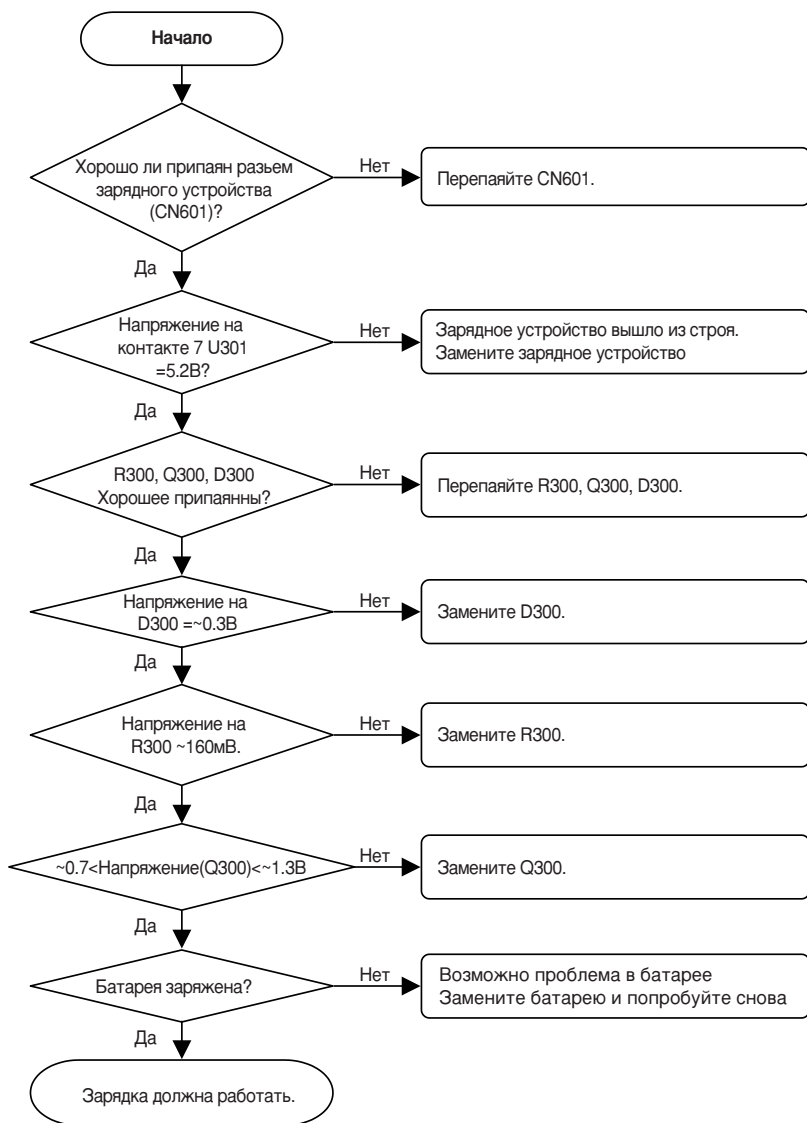 Начало
Хорошо ли припаян разьем
зарядного устройства
(CN601)?
Нет
Перепаяйте CN601.
Да
Напряжение на
контакте 7 U301
=5.2В?
Нет
Зарядное устройство вышло из строя.
Замените зарядное устройство
Да
R300, Q300, D300
Хорошее припаянны?
Нет
Перепаяйте R300, Q300, D300.
Да
Напряжение на
D300 =~0.3В
Нет
Замените D300.
Да
Напряжение на
R300 ~160мВ.
Нет
Замените R300.
Да
~0.7<Напряжение(Q300)<~1.3В
Нет
Замените Q300.
Да
Батарея заряжена?
Нет
Возможно проблема в батарее
Замените батарею и попробуйте снова
Да
Зарядка должна работать.